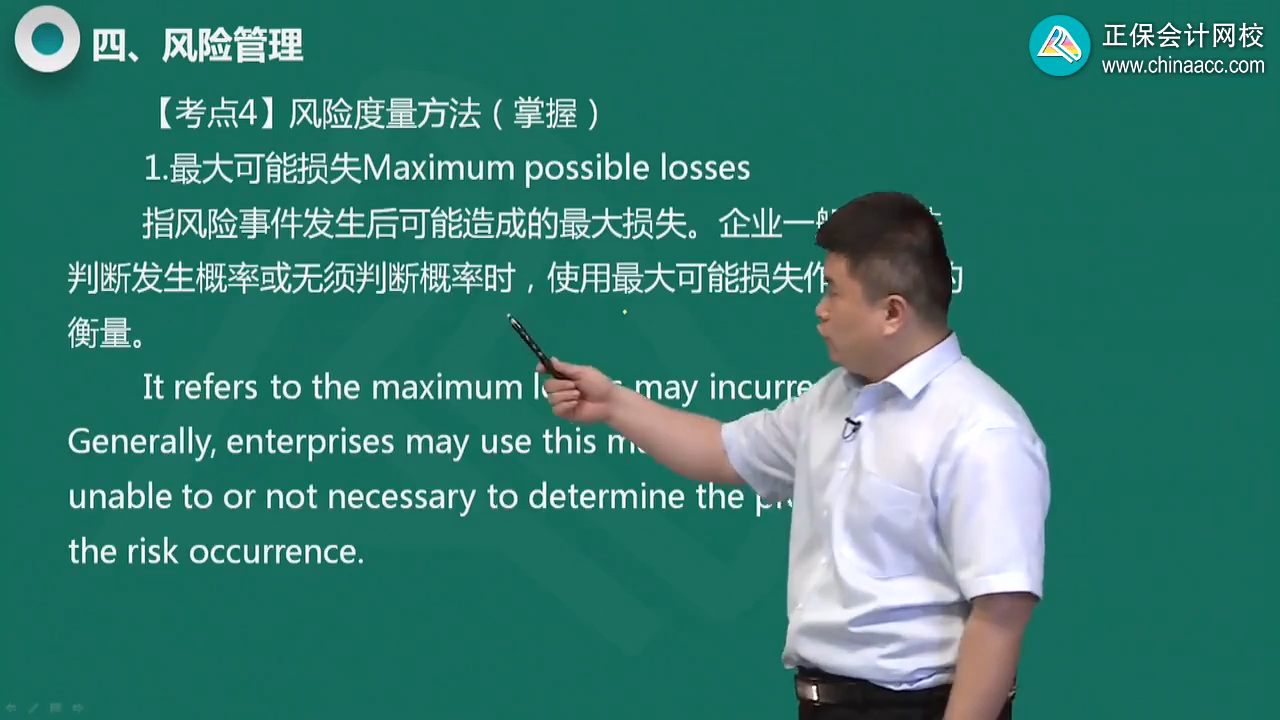 四、风险管理
正保会计网校
www.chinaacc.com
【考点4】风险度量方法（掌握）
1.最大可能损失Maximum possible losses
指风险事件发生后可能造成的最大损失。企业一般
判断发生概率或无须判断概率时，使用最大可能损失作 的
衡量。
It refers to the maximum may
Generally, enterprises may use this
unable to or not necessary to determine the
the risk occurrence.